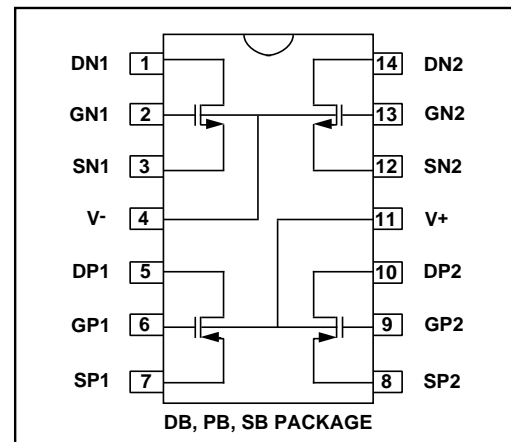 DN1 1 14 DN2
GN1 2 13 GN2
SN1 3 12 SN2
V- 4 11 V+
DP1 5 10 DP2
GP1 6 9 GP2
SP1 7 8 SP2
DB, PB, SB PACKAGE